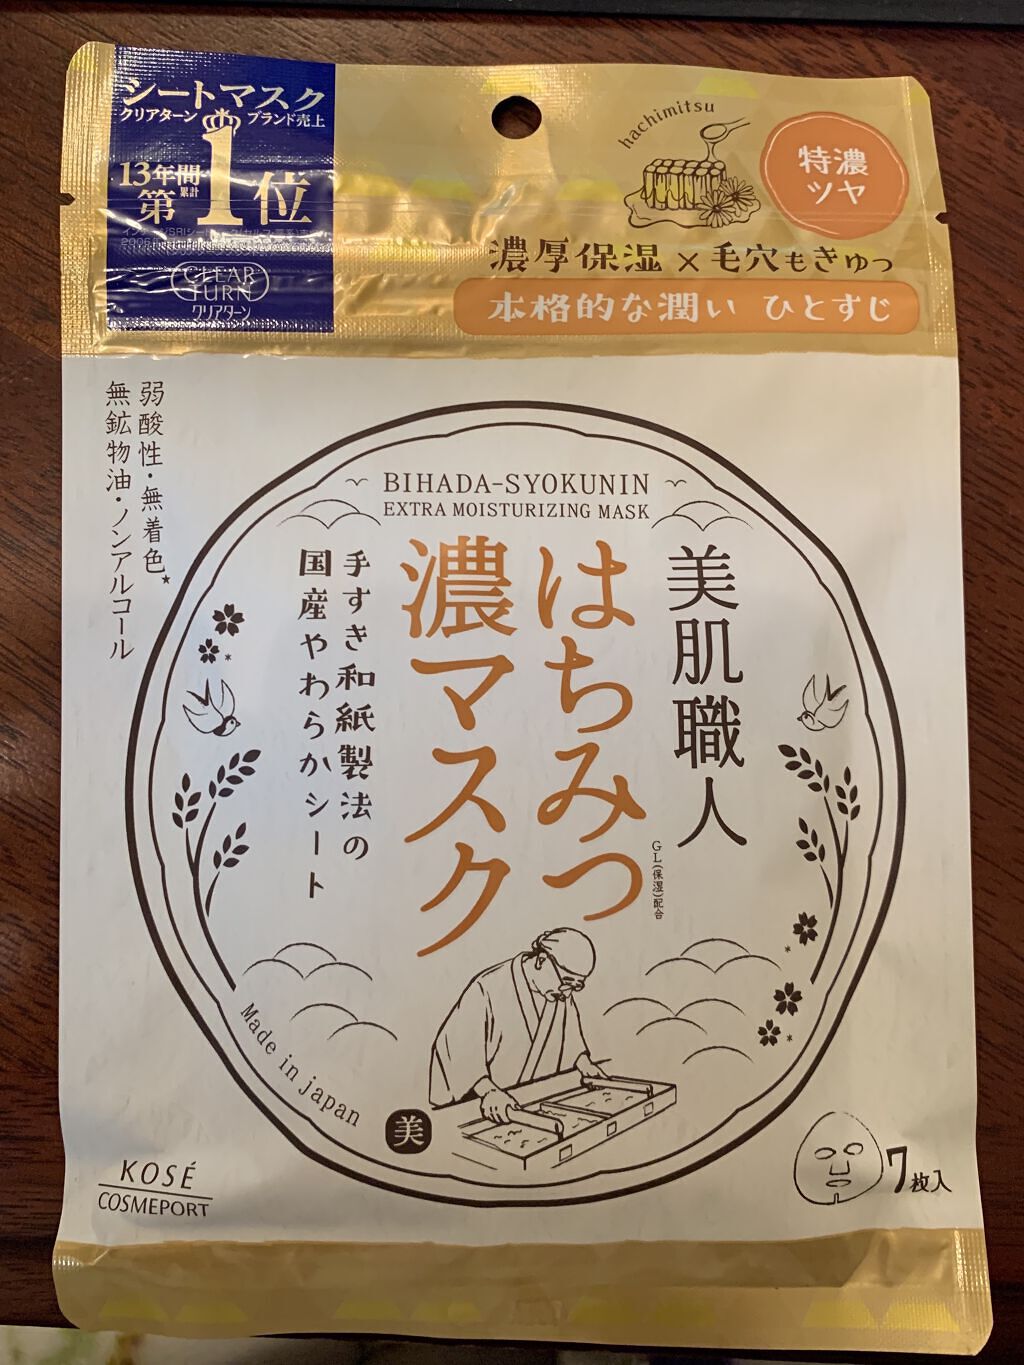 シートマスク
クリアターン ブランド売上
13年間
累計
第1位
CLEAR
TURN
クリアターン
hachimitsu
特濃
ツヤ
濃厚保湿×毛穴もきゅっ
本格的な潤い ひとすじ
弱酸性・無着色★
無鉱物油・ノンアルコール
BIHADA-SYOKUNIN
EXTRA MOISTURIZING MASK
美肌職人
はちみつ
GL(保湿)配合
濃マスク
手すき和紙製法の
国産やわらかシート
Made in japan
美
KOSÉ
COSMEPORT
7枚入